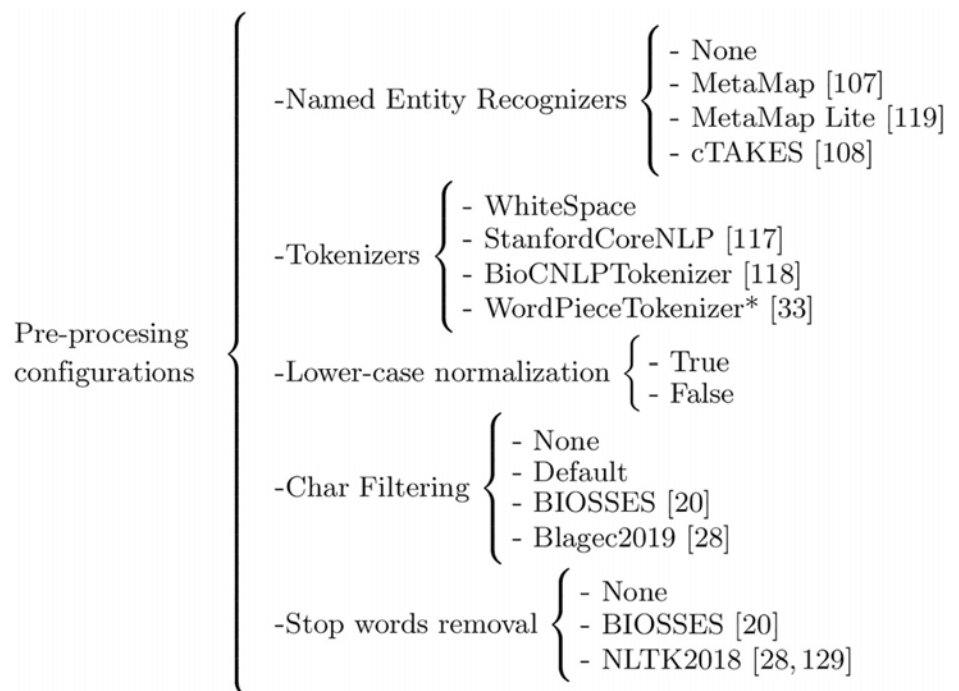 Pre-procesing
configurations
-Named Entity Recognizers
- None
- MetaMap [107]
- MetaMap Lite [119]
- cTAKES [108]
-Tokenizers
- WhiteSpace
- StanfordCoreNLP [117]
- BioCNLPTokenizer [118]
- WordPieceTokenizer* [33]
-Lower-case normalization
- True
- False
-Char Filtering
- None
- Default
- BIOSSES [20]
- Blagec2019 [28]
-Stop words removal
- None
- BIOSSES [20]
- NLTK2018 [28, 129]